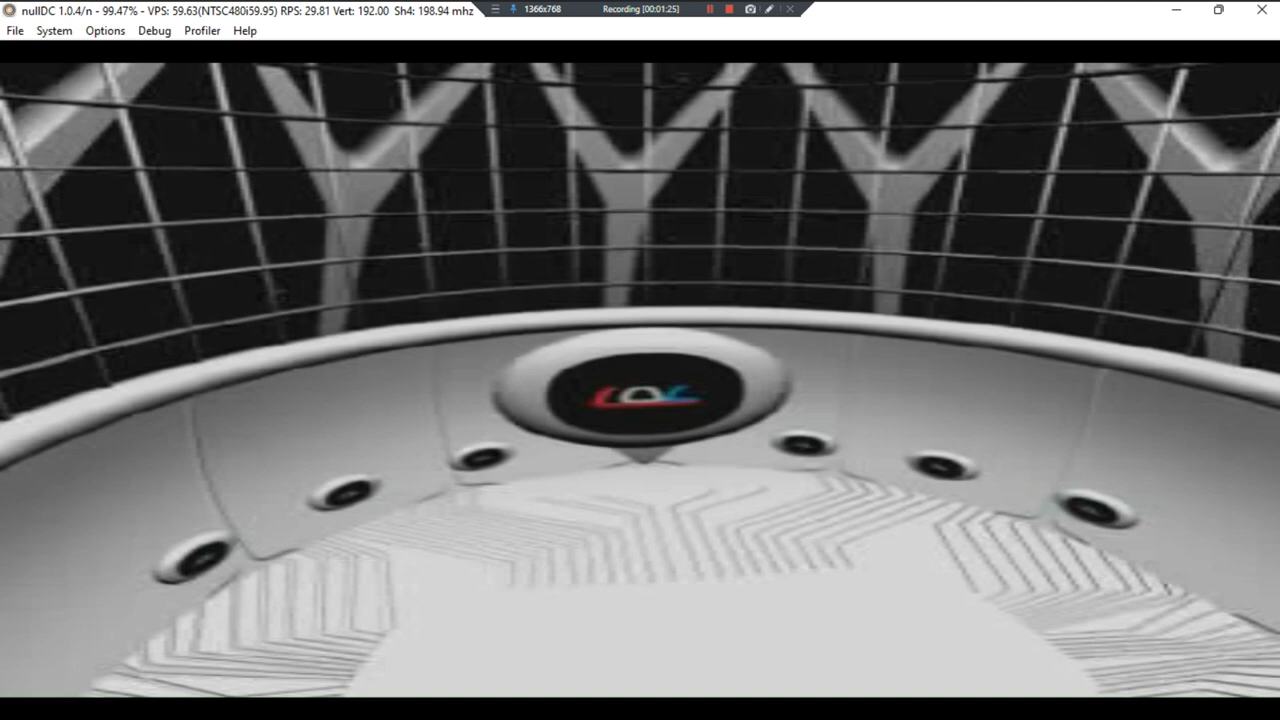 nullDC 1.0.4/n - 99.47% - VPS: 59.63(NTSC480i59.95) RPS: 29.81 Vert: 192.00 Sh4: 198.94 mhz
1366x768 Recording [00:01:25]
File System Options Debug Profiler Help